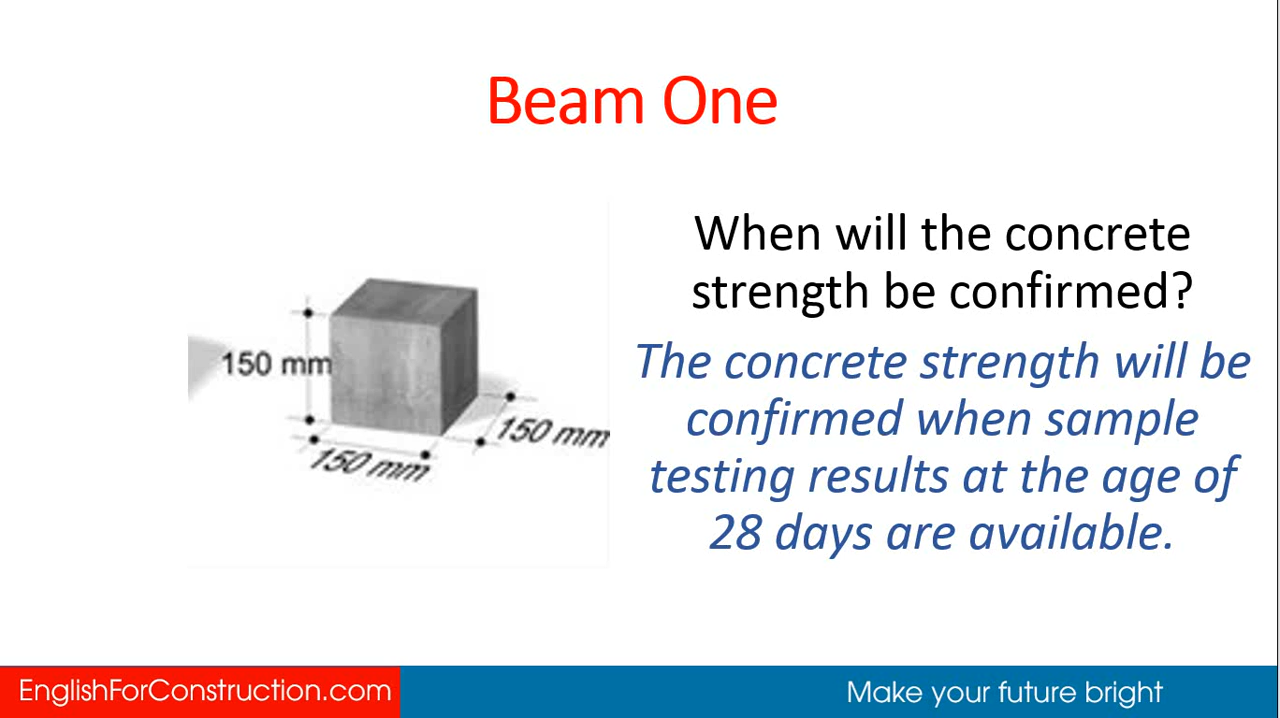 Beam One
When will the concrete
strength be confirmed?
The concrete strength will be
confirmed when sample
testing results at the age of
28 days are available.
150 mm
150 mm
150 mm
EnglishForConstruction.com
Make your future bright